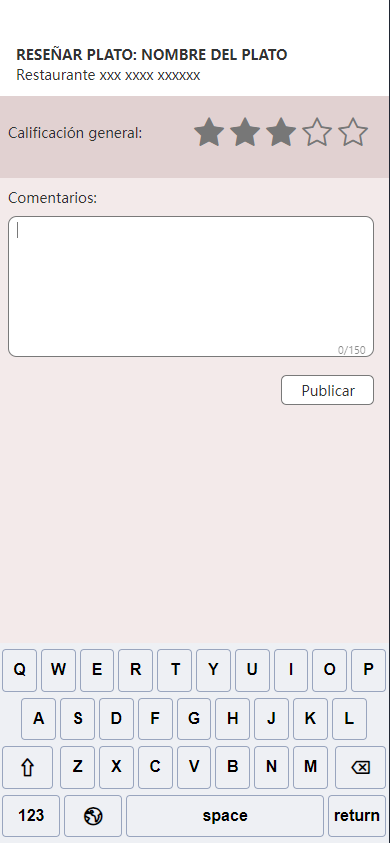 RESEÑAR PLATO: NOMBRE DEL PLATO
Restaurante xxx xxxx xxxxxx
Calificación general:
Comentarios:
0/150
Publicar
Q W E R T Y U I O P
A S D F G H J K L
Z X C V B N M
123 space return